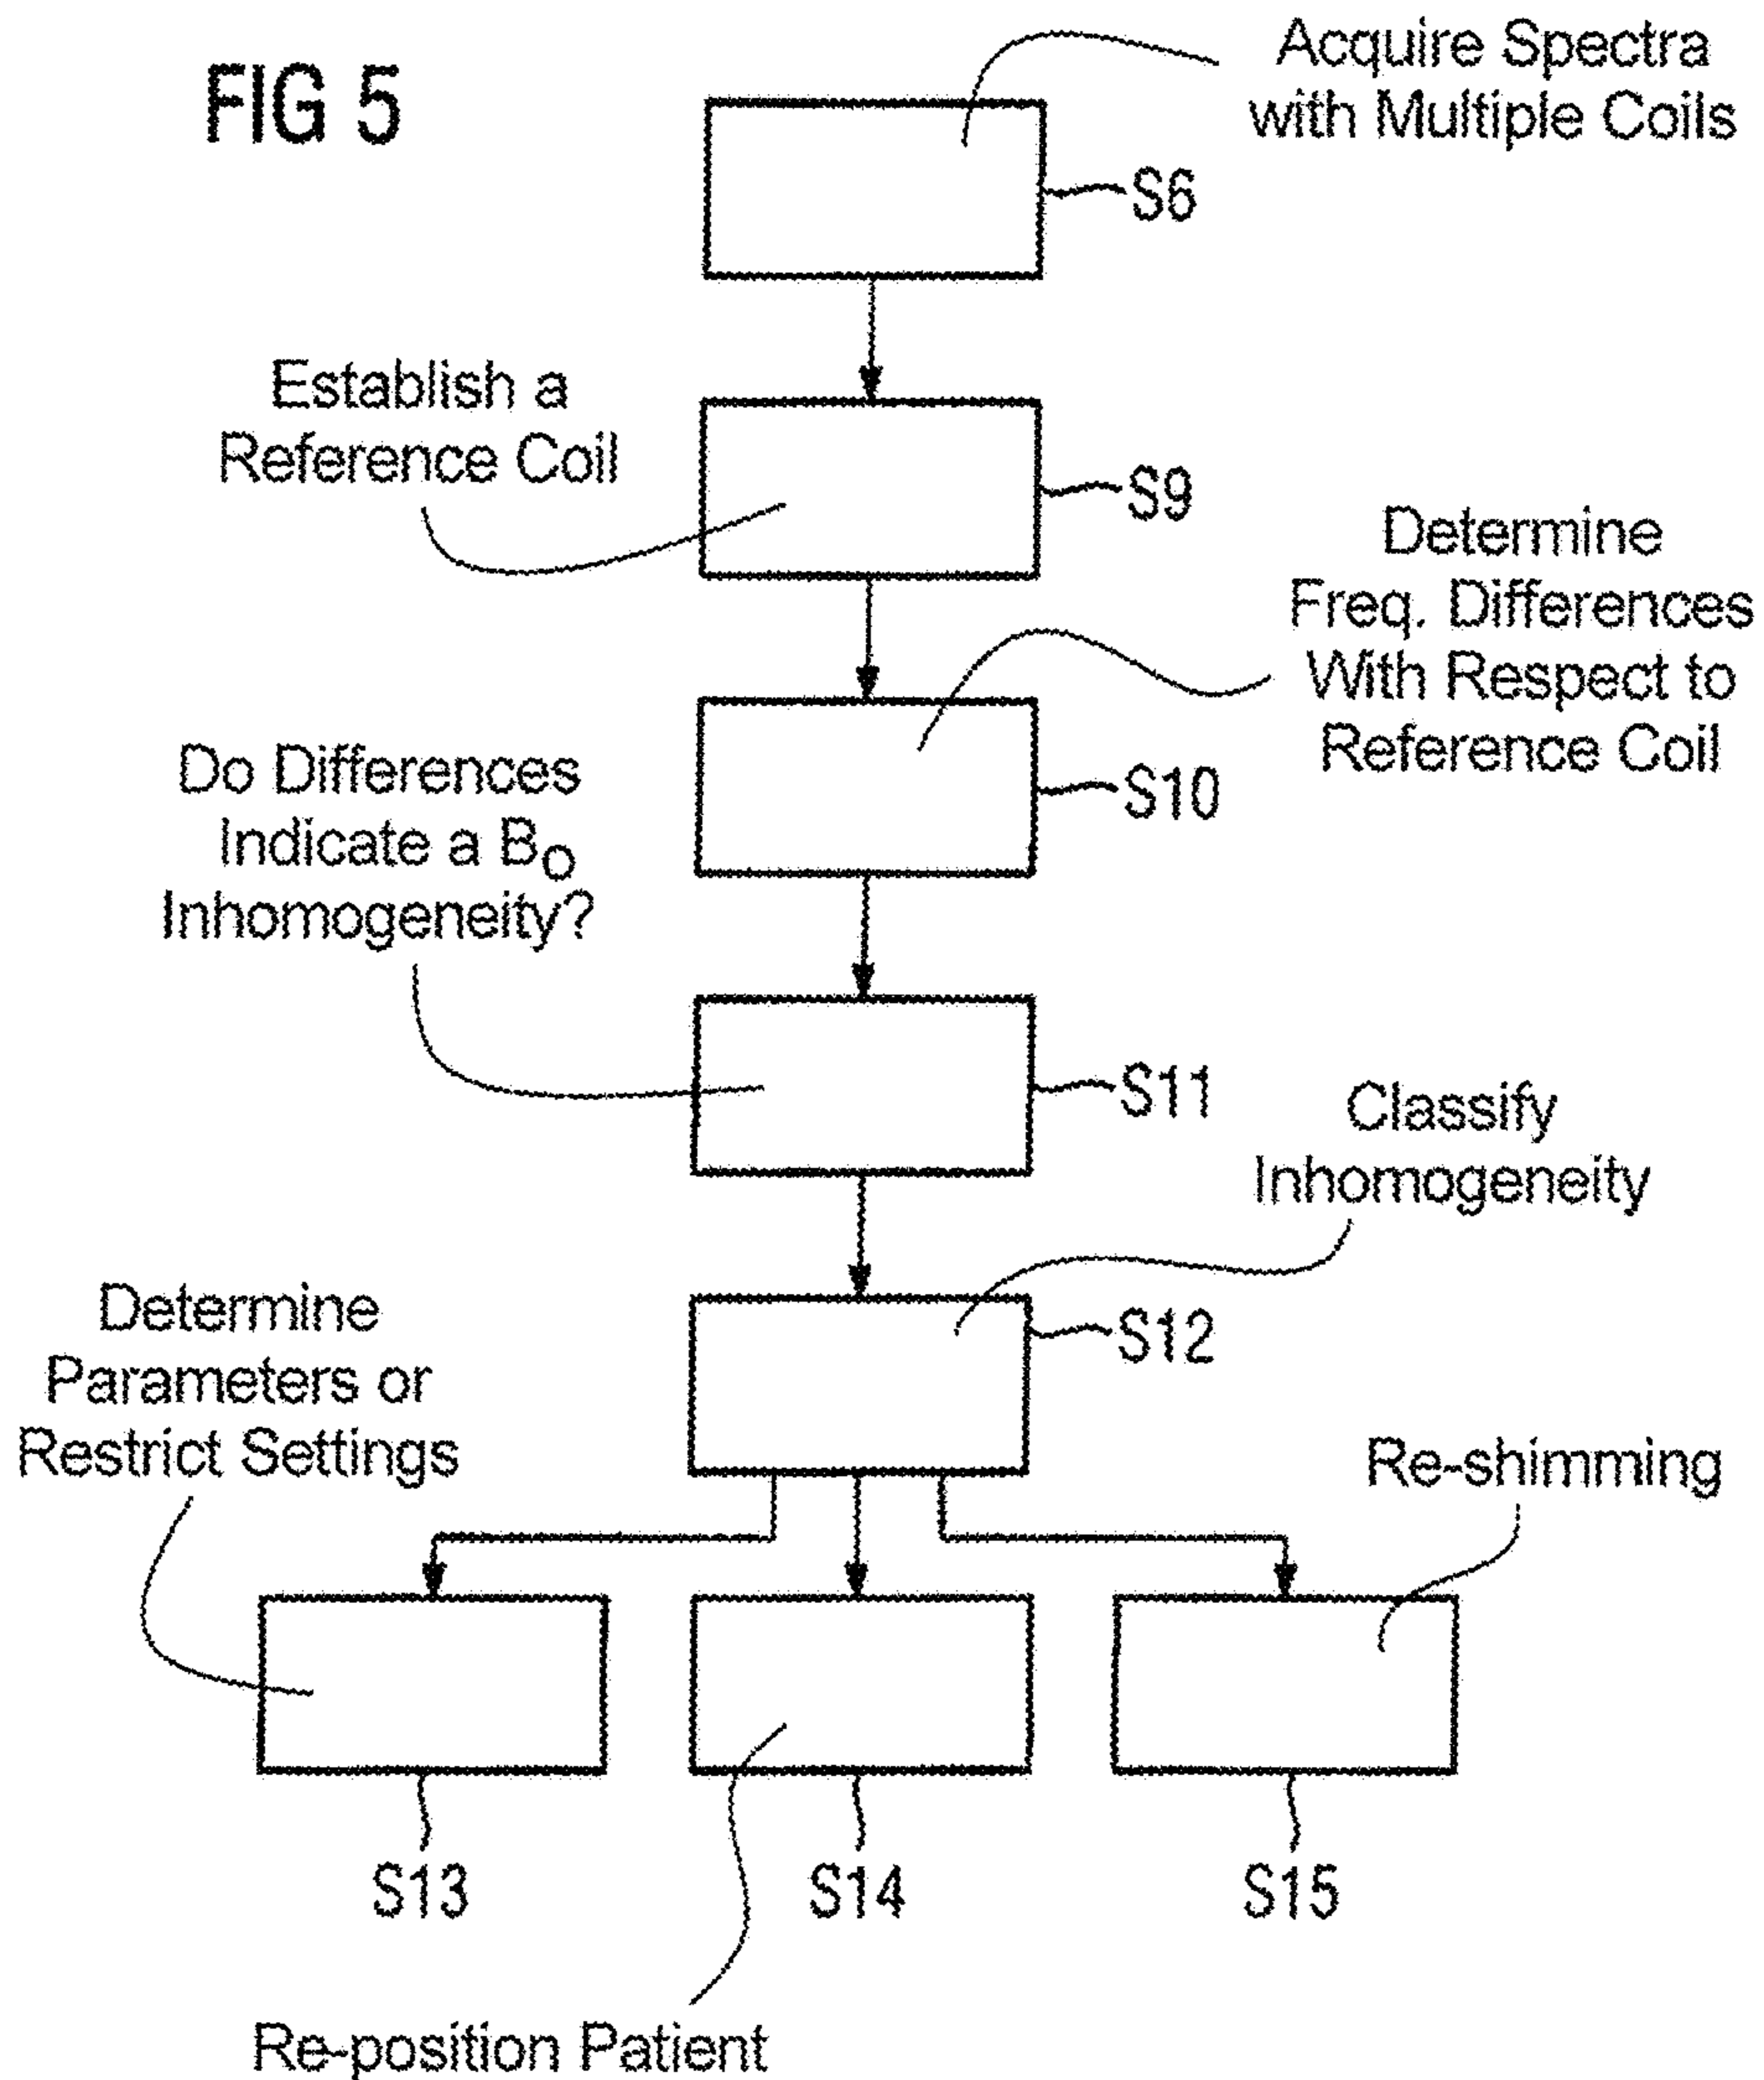 FIG 5
Acquire Spectra
with Multiple Coils
S6
Establish a
Reference Coil
S9
Determine
Freq. Differences
With Respect to
Reference Coil
S10
Do Differences
Indicate a BO
Inhomogeneity?
S11
Classify
Inhomogeneity
S12
Determine
Parameters or
Restrict Settings
Re-shimming
S13
S14
S15
Re-position Patient